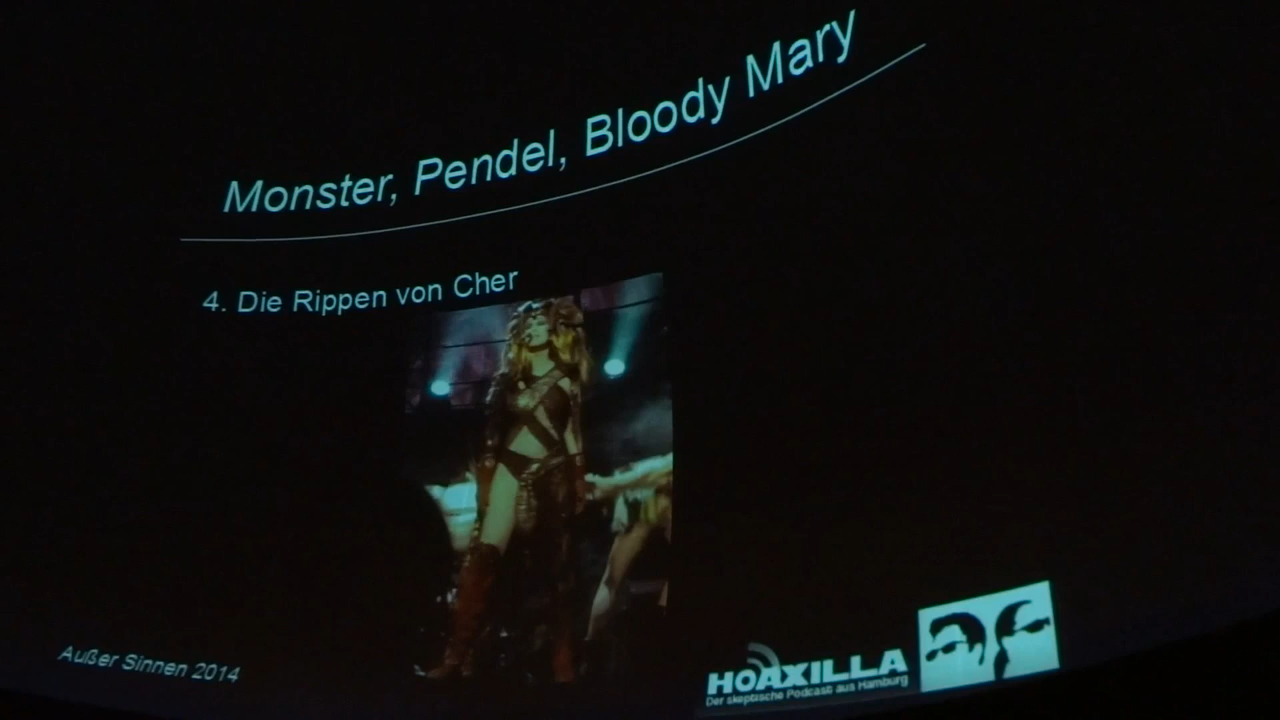 Monster, Pendel, Bloody Mary
4. Die Rippen von Cher
Außer Sinnen 2014
HOAXILLA
Der skeptische Podcast aus Hamburg